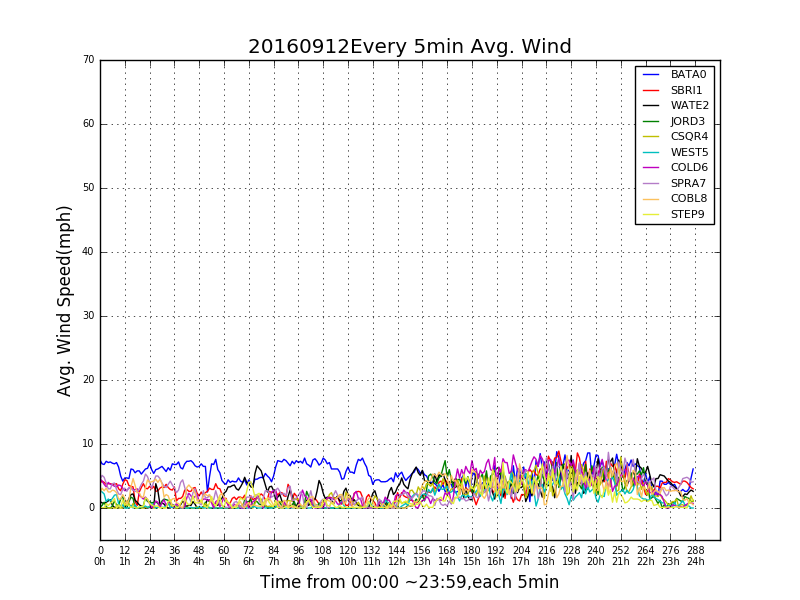 20160912Every 5min Avg. Wind
70
60
50
40
30
20
10
0
Avg. Wind Speed(mph)
BATA0
SBRI1
WATE2
JORD3
CSQR4
WEST5
COLD6
SPRA7
COBL8
STEP9
0 12 24 36 48 60 72 84 96 108 120 132 144 156 168 180 192 204 216 228 240 252 264 276 288
0h 1h 2h 3h 4h 5h 6h 7h 8h 9h 10h 11h 12h 13h 14h 15h 16h 17h 18h 19h 20h 21h 22h 23h 24h
Time from 00:00 ~23:59,each 5min